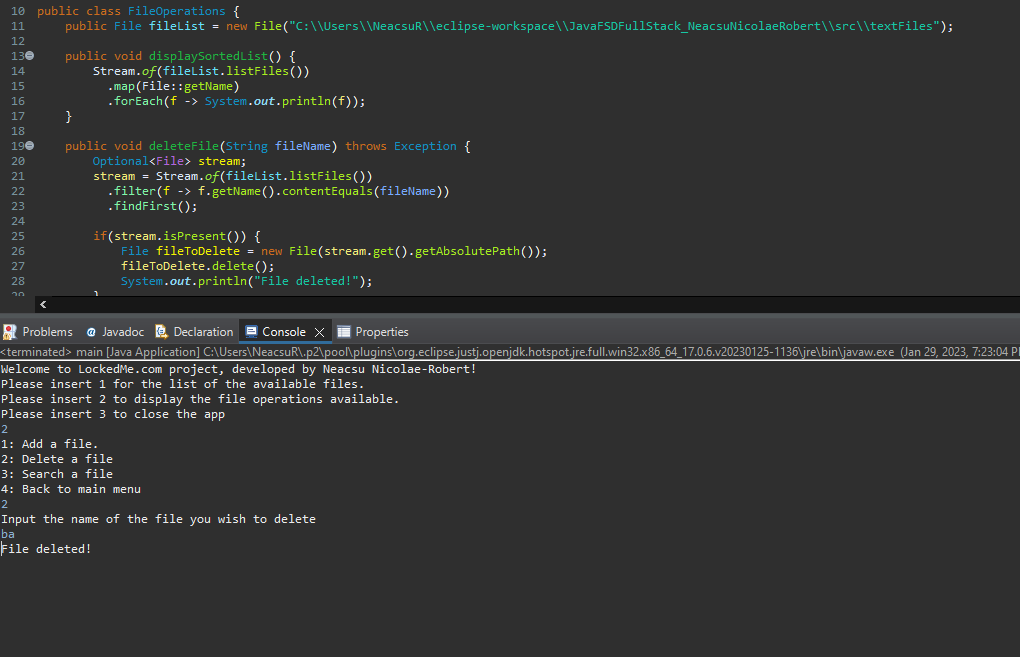 10 public class FileOperations {
11 public File fileList = new File("C:\\Users\\NeacsuR\\eclipse-workspace\\JavaFSDFullStack_NeacsuNicolaeRobert\\src\\textFiles");
12
13 public void displaySortedList() {
14 Stream.of(fileList.listFiles())
15 .map(File::getName)
16 .forEach(f -> System.out.println(f));
17 }
18
19 public void deleteFile(String fileName) throws Exception {
20 Optional<File> stream;
21 stream = Stream.of(fileList.listFiles())
22 .filter(f -> f.getName().contentEquals(fileName))
23 .findFirst();
24
25 if(stream.isPresent()) {
26 File fileToDelete = new File(stream.get().getAbsolutePath());
27 fileToDelete.delete();
28 System.out.println("File deleted!");
29 }
Problems @ Javadoc Declaration Console Properties
<terminated> main [Java Application] C:\Users\NeacsuR\.p2\pool\plugins\org.eclipse.justj.openjdk.hotspot.jre.full.win32.x86_64_17.0.6.v20230125-1136\jre\bin\javaw.exe (Jan 29, 2023, 7:23:04 P
Welcome to LockedMe.com project, developed by Neacsu Nicolae-Robert!
Please insert 1 for the list of the available files.
Please insert 2 to display the file operations available.
Please insert 3 to close the app
2
1: Add a file.
2: Delete a file
3: Search a file
4: Back to main menu
2
Input the name of the file you wish to delete
ba
File deleted!